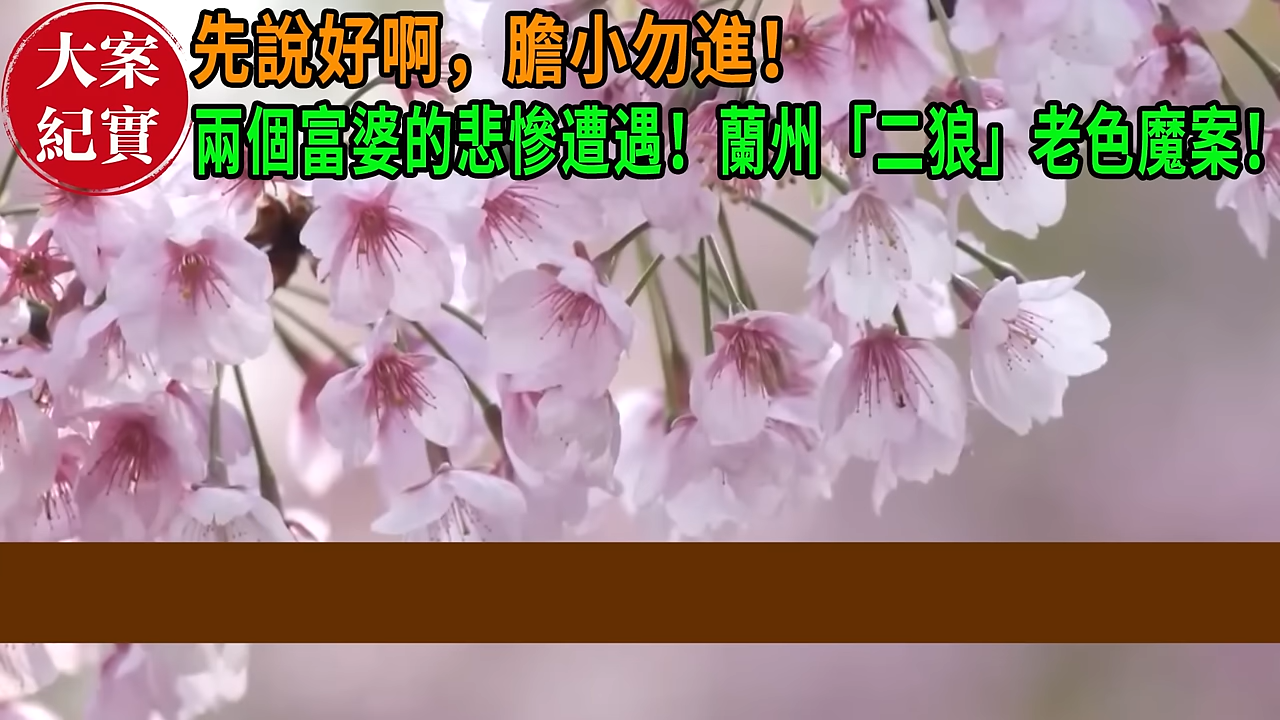 大案
紀實
先說好啊，膽小勿進！
兩個富婆的悲慘遭遇！蘭州「二狼」老色魔案！